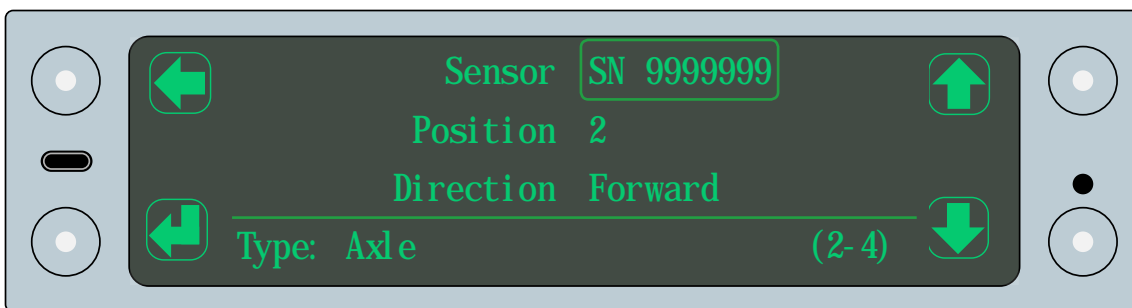 Sensor SN 9999999
Position 2
Direction Forward
Type: Axle (2-4)